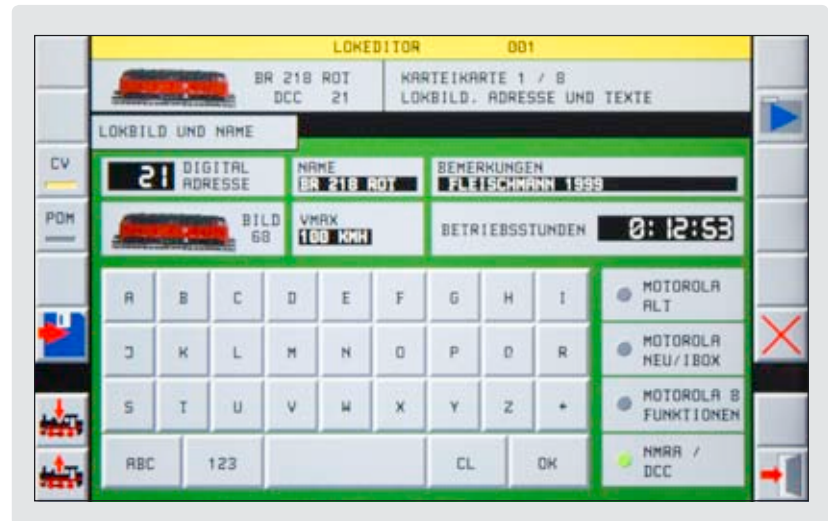 LOKEDITOR 001
BR 218 ROT
DCC 21
KARTEIKARTE 1 / 8
LOKBILD. ADRESSE UND TEXTE
LOKBILD UND NAME
CV
POM
21 DIGITAL ADRESSE
NAME
BR 218 ROT
BEMERKUNGEN
FLEISCHMANN 1999
BILD 68
VMAX
100 KMH
BETRIEBSSTUNDEN 0:12:53
A B C D E F G H I
J K L M N O P Q R
S T U V W X Y Z +
ABC 123 CL OK
MOTOROLA
ALT
MOTOROLA
NEU/IBOX
MOTOROLA 8
FUNKTIONEN
NMRA /
DCC